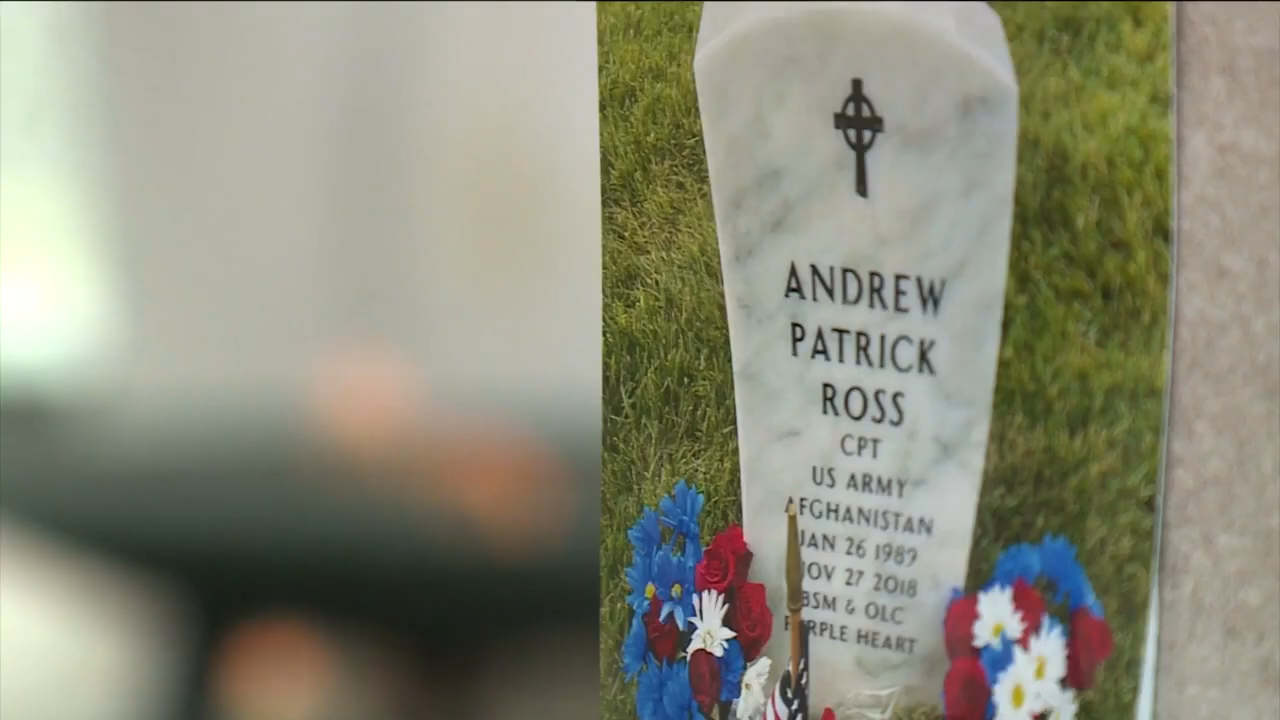 ANDREW
PATRICK
ROSS
CPT
US ARMY
AFGHANISTAN
JAN 26 1989
NOV 27 2018
BSM & OLC
PURPLE HEART